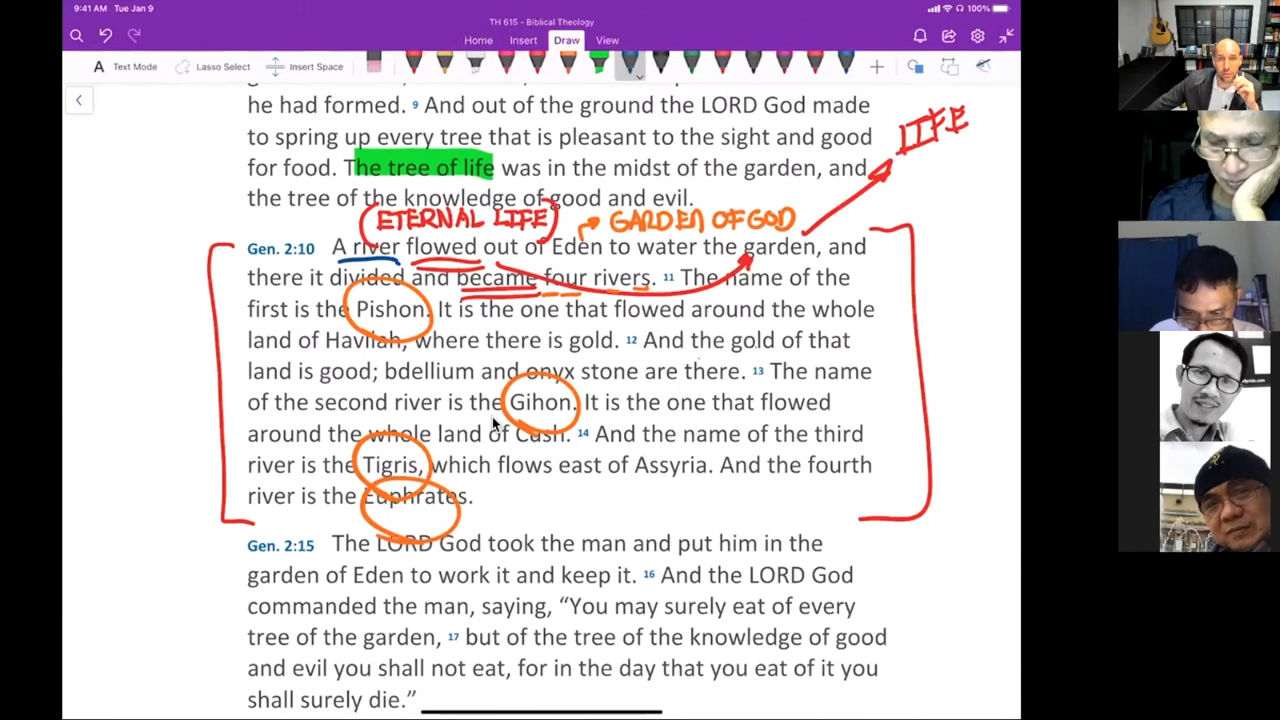 9:41 AM Tue Jan 9
100%
TH 615 - Biblical Theology
Home Insert Draw View
A Text Mode Lasso Select Insert Space
he had formed. 9 And out of the ground the LORD God made
to spring up every tree that is pleasant to the sight and good
for food. The tree of life was in the midst of the garden, and
the tree of the knowledge of good and evil.
LIFE
(ETERNAL LIFE) GARDEN OF GOD
Gen. 2:10 A river flowed out of Eden to water the garden, and
there it divided and became four rivers. 11 The name of the
first is the Pishon. It is the one that flowed around the whole
land of Havilah, where there is gold. 12 And the gold of that
land is good; bdellium and onyx stone are there. 13 The name
of the second river is the Gihon. It is the one that flowed
around the whole land of Cush. 14 And the name of the third
river is the Tigris, which flows east of Assyria. And the fourth
river is the Euphrates.
Gen. 2:15 The LORD God took the man and put him in the
garden of Eden to work it and keep it. 16 And the LORD God
commanded the man, saying, “You may surely eat of every
tree of the garden, 17 but of the tree of the knowledge of good
and evil you shall not eat, for in the day that you eat of it you
shall surely die.”